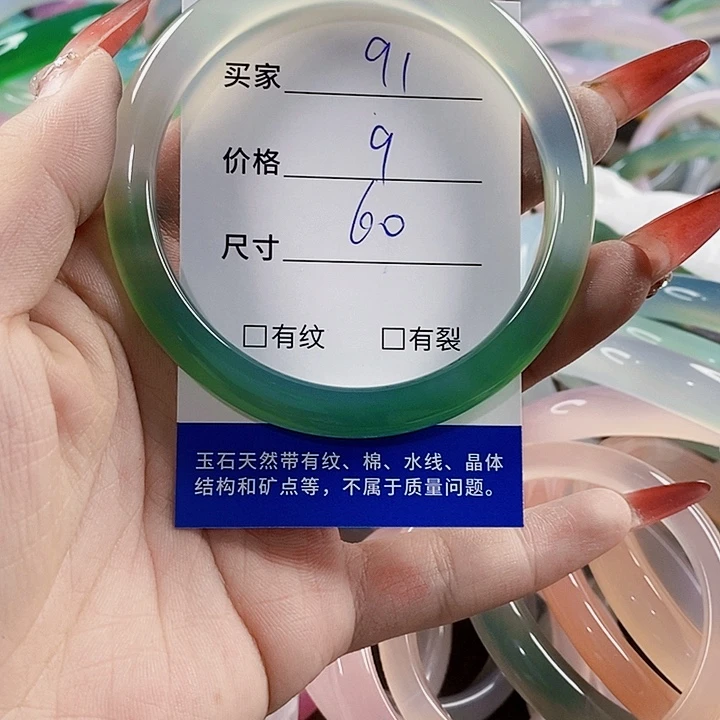 买家 91
价格 9
尺寸 60
□有纹 □有裂
玉石天然带有纹、棉、水线、晶体
结构和矿点等，不属于质量问题。